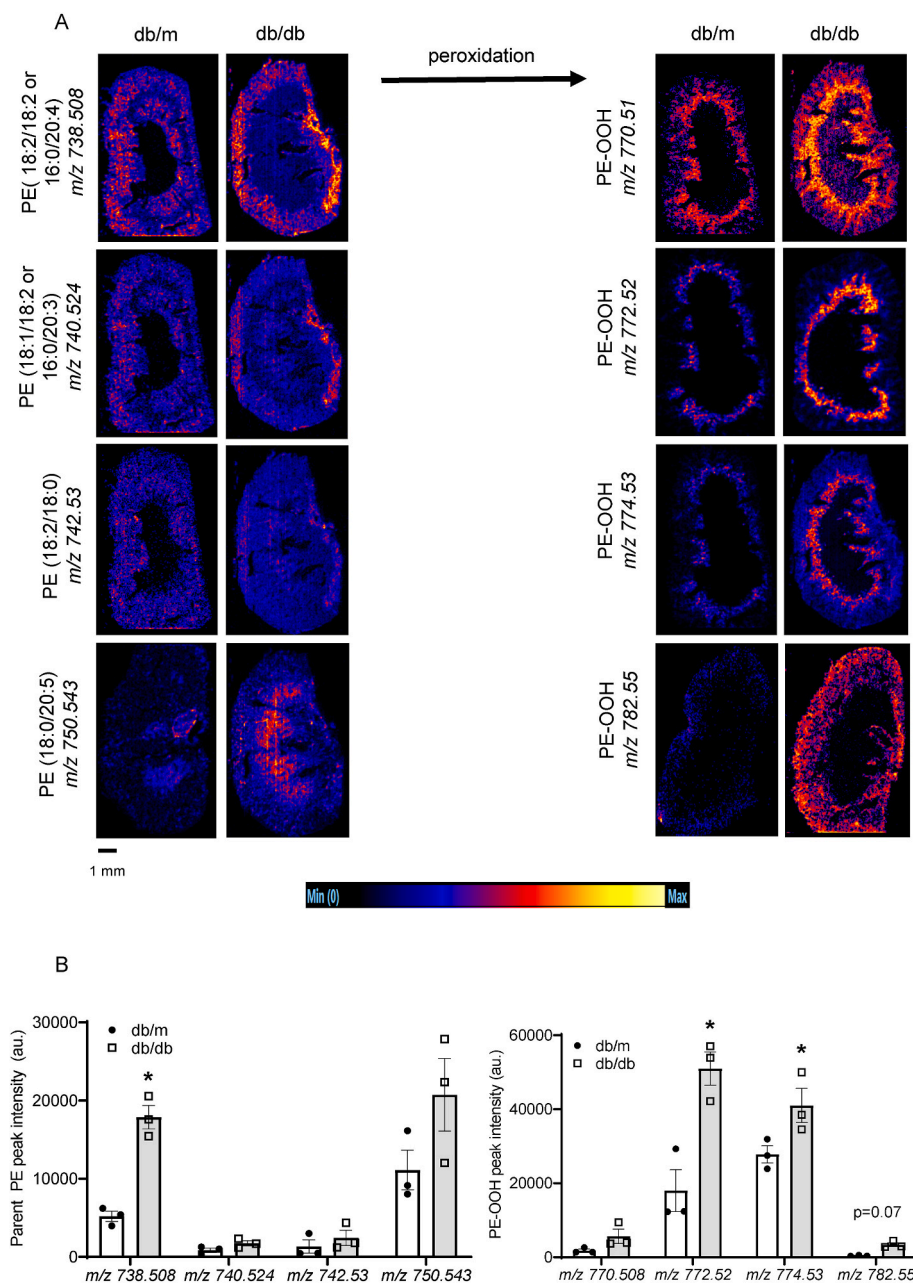 A
db/m
db/db
peroxidation
db/m
db/db
PE( 18:2/18:2 or
16:0/20:4)
m/z 738.508
PE-OOH
m/z 770.51
PE (18:1/18:2 or
16:0/20:3)
m/z 740.524
PE-OOH
m/z 772.52
PE (18:2/18:0)
m/z 742.53
PE-OOH
m/z 774.53
PE (18:0/20:5)
m/z 750.543
PE-OOH
m/z 782.55
1 mm
Min (0)
Max
B
Parent PE peak intensity (au.)
30000
20000
10000
0
db/m
db/db
*
m/z 738.508
m/z 740.524
m/z 742.53
m/z 750.543
PE-OOH peak intensity (au.)
60000
40000
20000
0
db/m
db/db
*
*
p=0.07
m/z 770.508
m/z 772.52
m/z 774.53
m/z 782.55